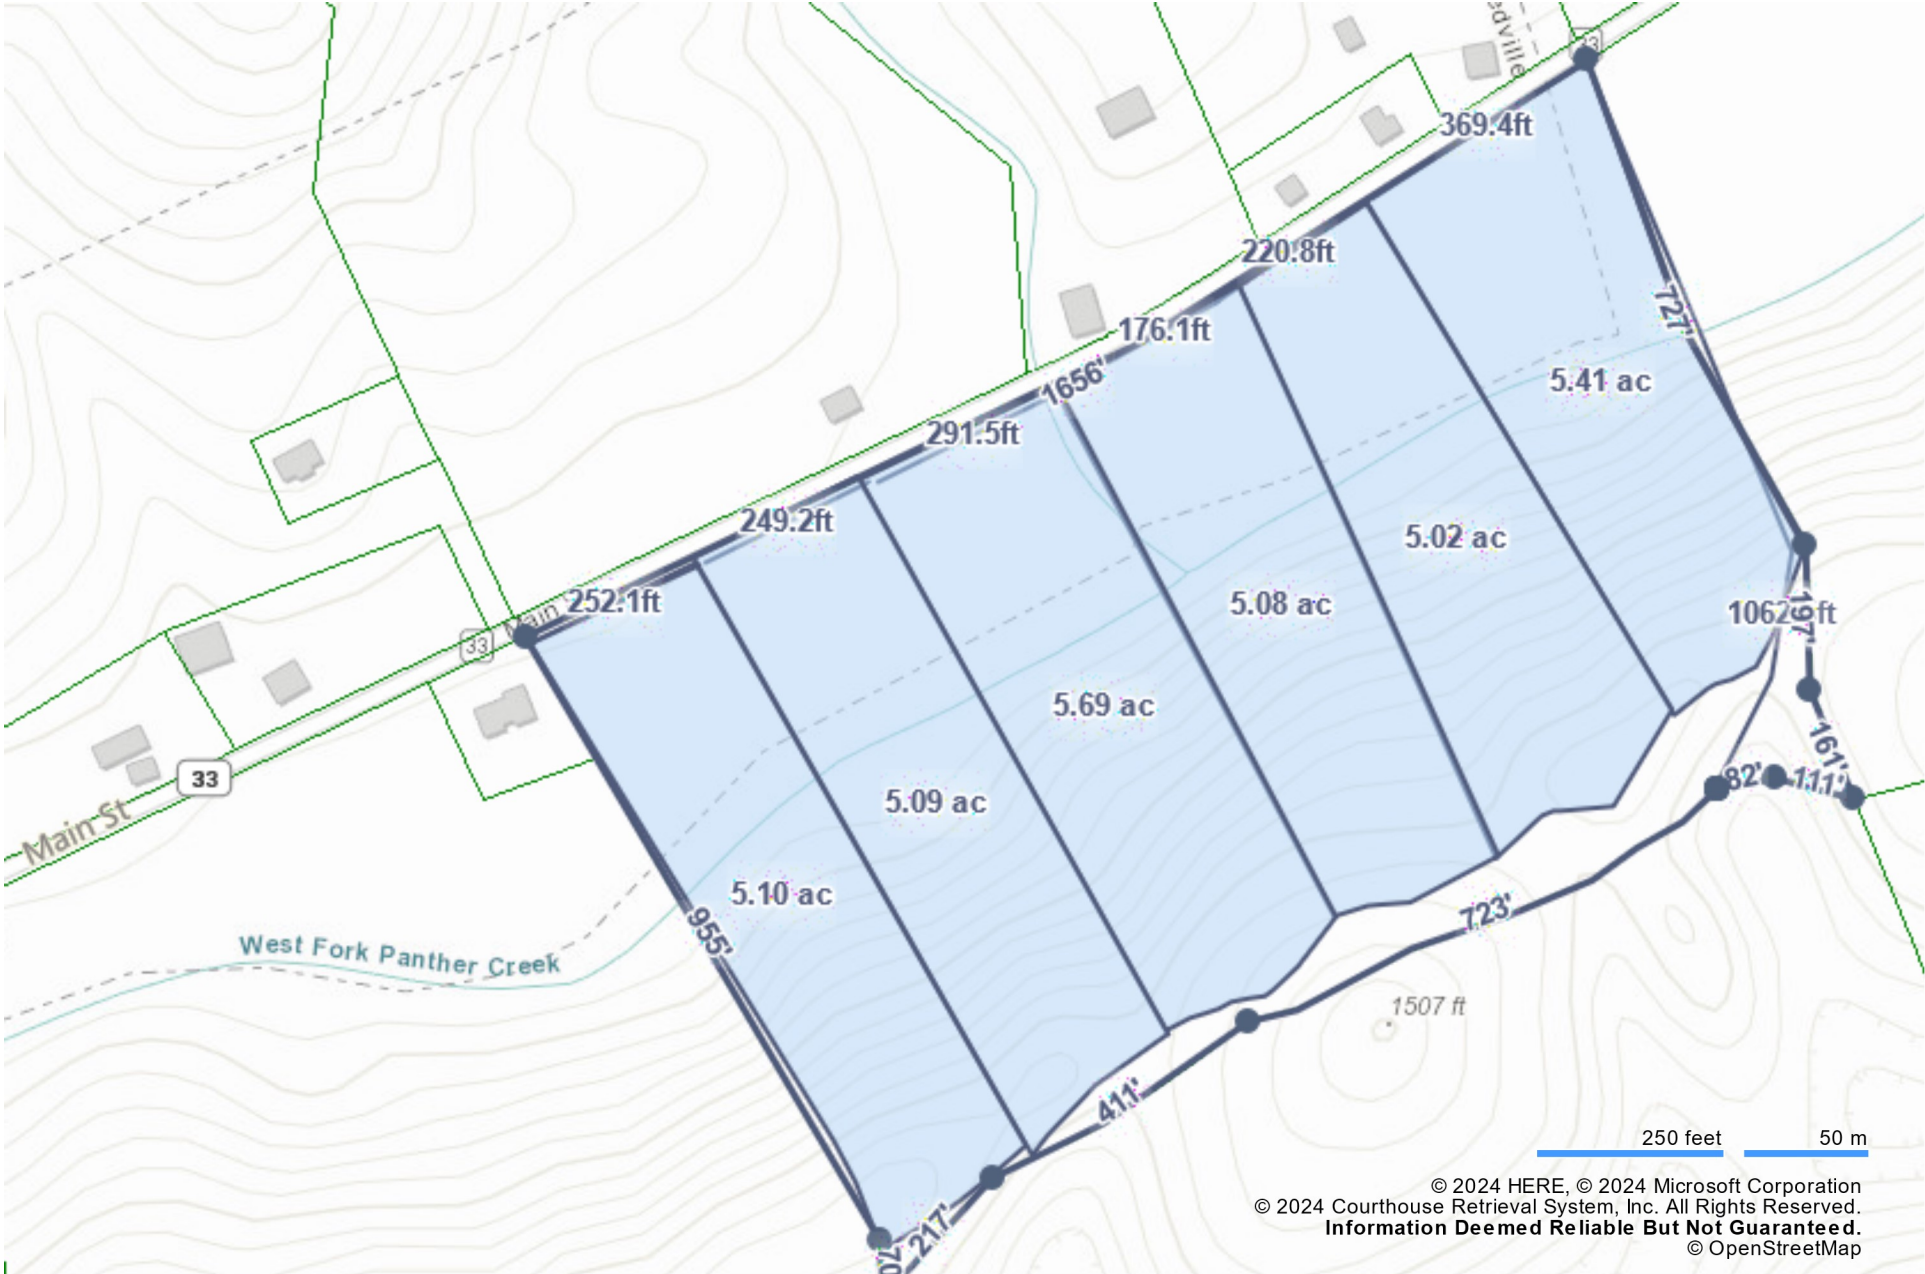 33
369.4ft
220.8ft
727'
176.1ft
1656'
5.41 ac
291.5ft
249.2ft
5.02 ac
252.1ft
Main
33
5.08 ac
197'
5.69 ac
161'
33
82'
111'
5.09 ac
Main St
5.10 ac
723'
955'
West Fork Panther Creek
1507 ft
411'
217'
250 feet
50 m
© 2024 HERE, © 2024 Microsoft Corporation
© 2024 Courthouse Retrieval System, Inc. All Rights Reserved.
Information Deemed Reliable But Not Guaranteed.
© OpenStreetMap